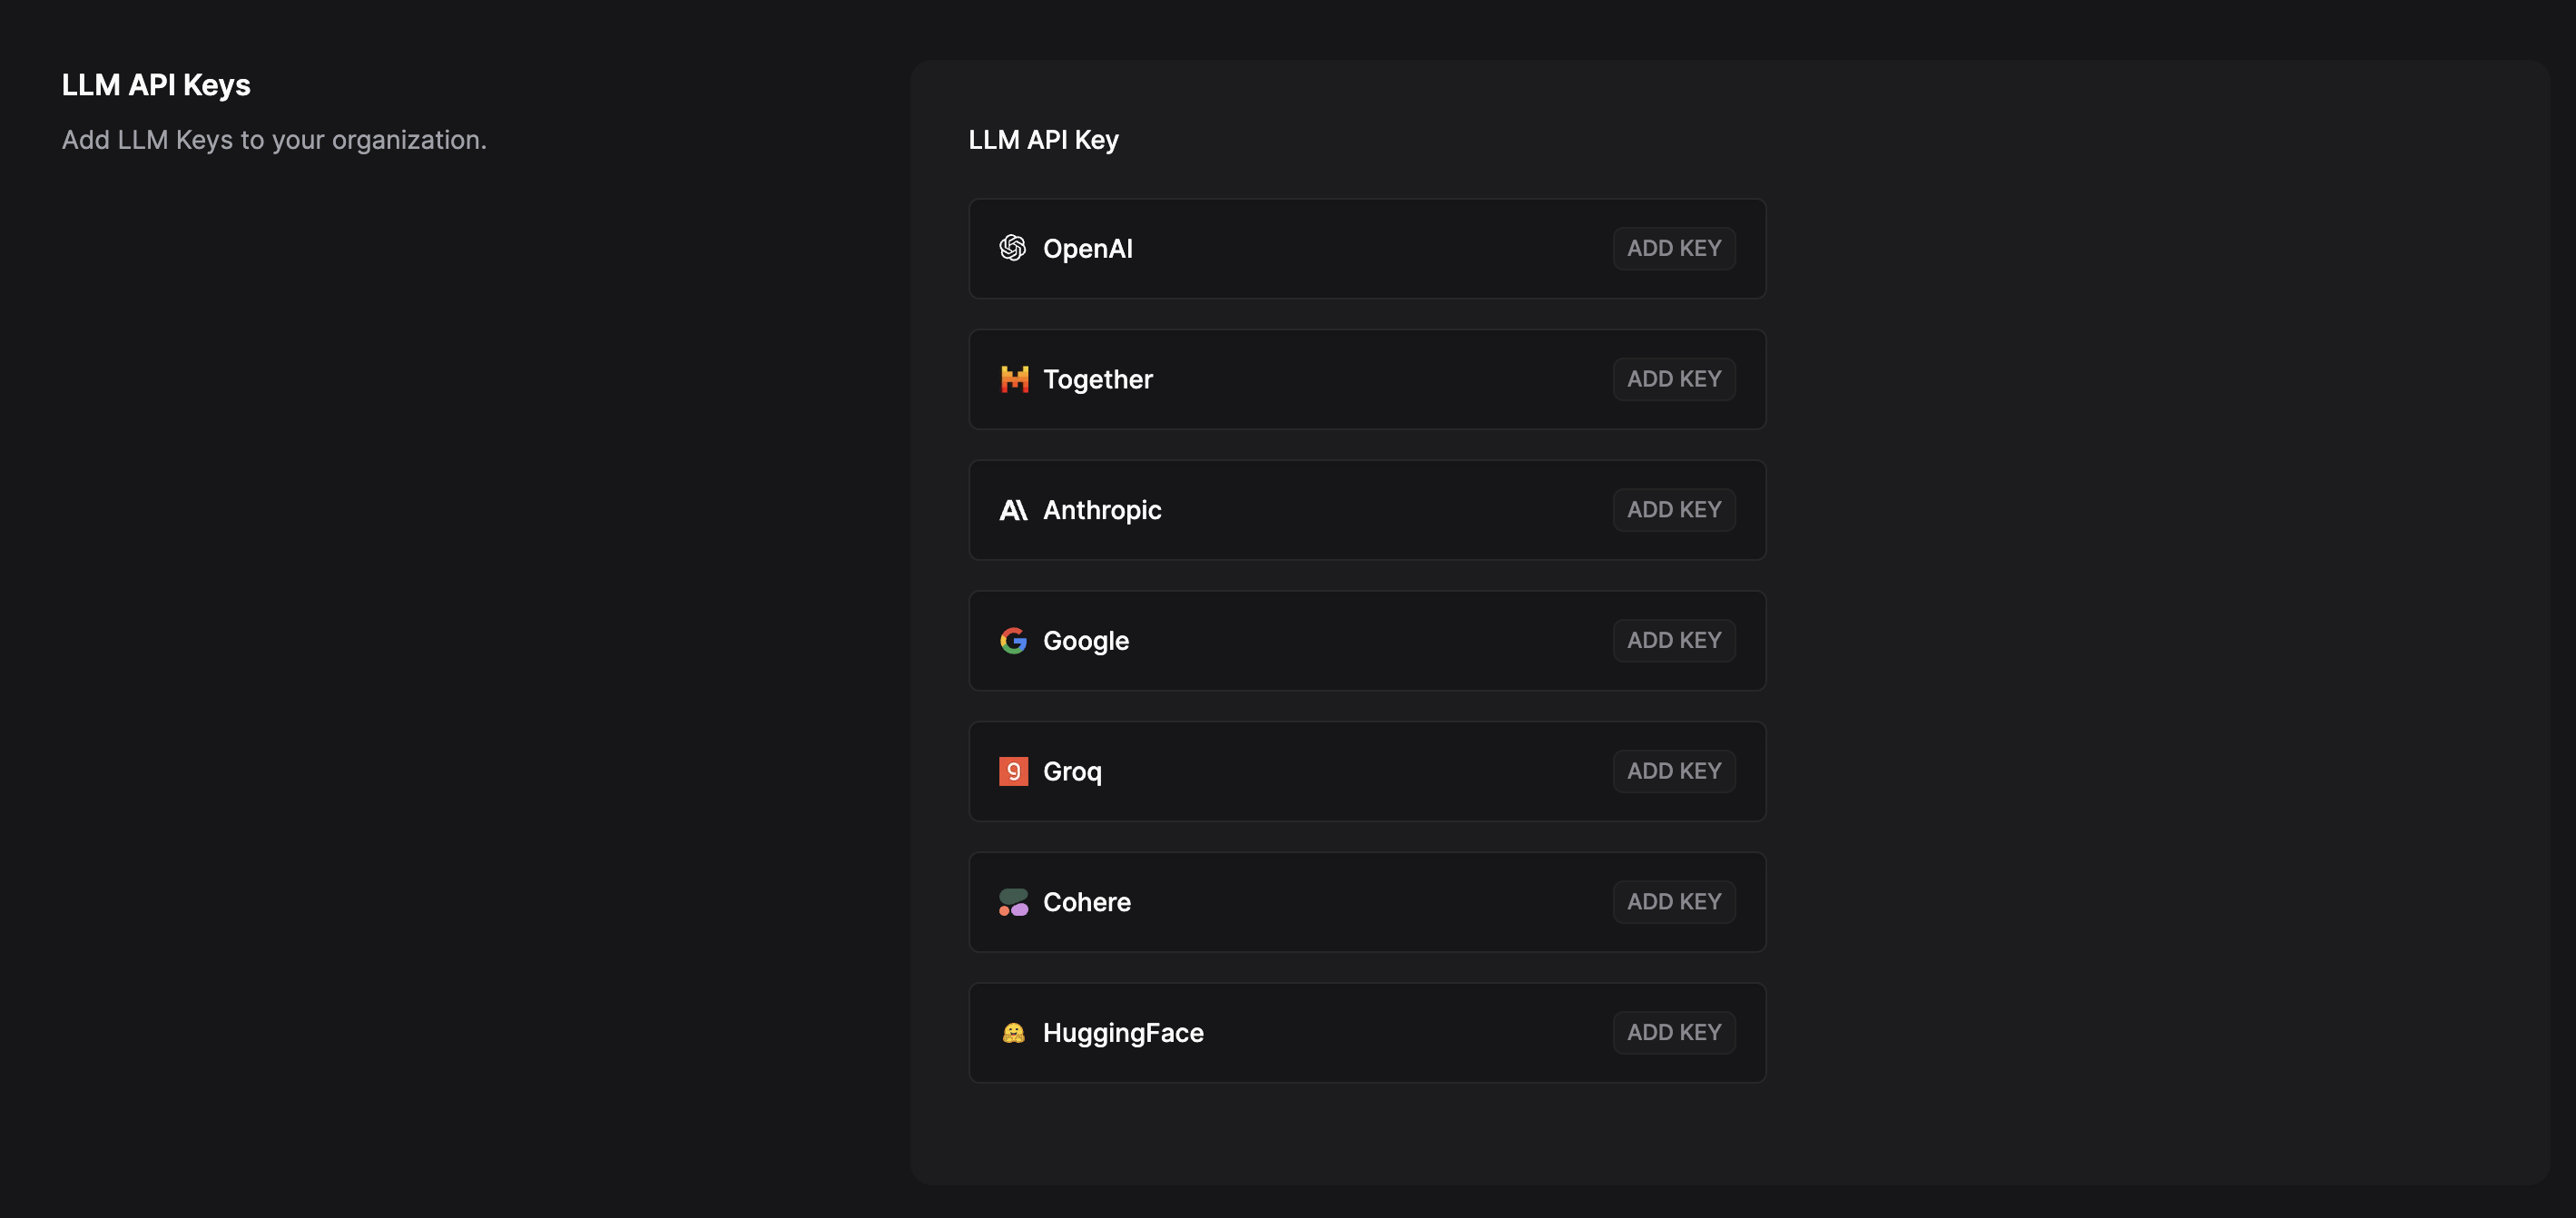 LLM API Keys
Add LLM Keys to your organization.
LLM API Key
OpenAI ADD KEY
Together ADD KEY
Anthropic ADD KEY
Google ADD KEY
Groq ADD KEY
Cohere ADD KEY
HuggingFace ADD KEY